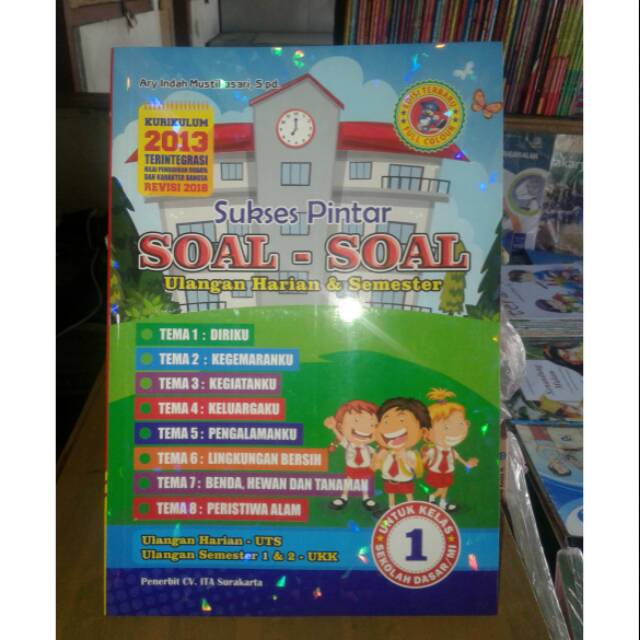 Ary Indah Mustikasari, S.pd.
KURIKULUM
2013
TERINTEGRASI
DAN KARAKTER BANGSA
REVISI 2018
EDISI TERBARU
FULL COLOUR
Sukses Pintar
SOAL - SOAL
Ulangan Harian & Semester
TEMA 1 : DIRIKU
TEMA 2 : KEGEMARANKU
TEMA 3 : KEGIATANKU
TEMA 4 : KELUARGAKU
TEMA 5 : PENGALAMANKU
TEMA 6 : LINGKUNGAN BERSIH
TEMA 7 : BENDA, HEWAN DAN TANAMAN
TEMA 8 : PERISTIWA ALAM
Ulangan Harian - UTS
Ulangan Semester 1 & 2 - UKK
UNTUK KELAS
1
SEKOLAH DASAR/MI
Penerbit CV. ITA Surakarta